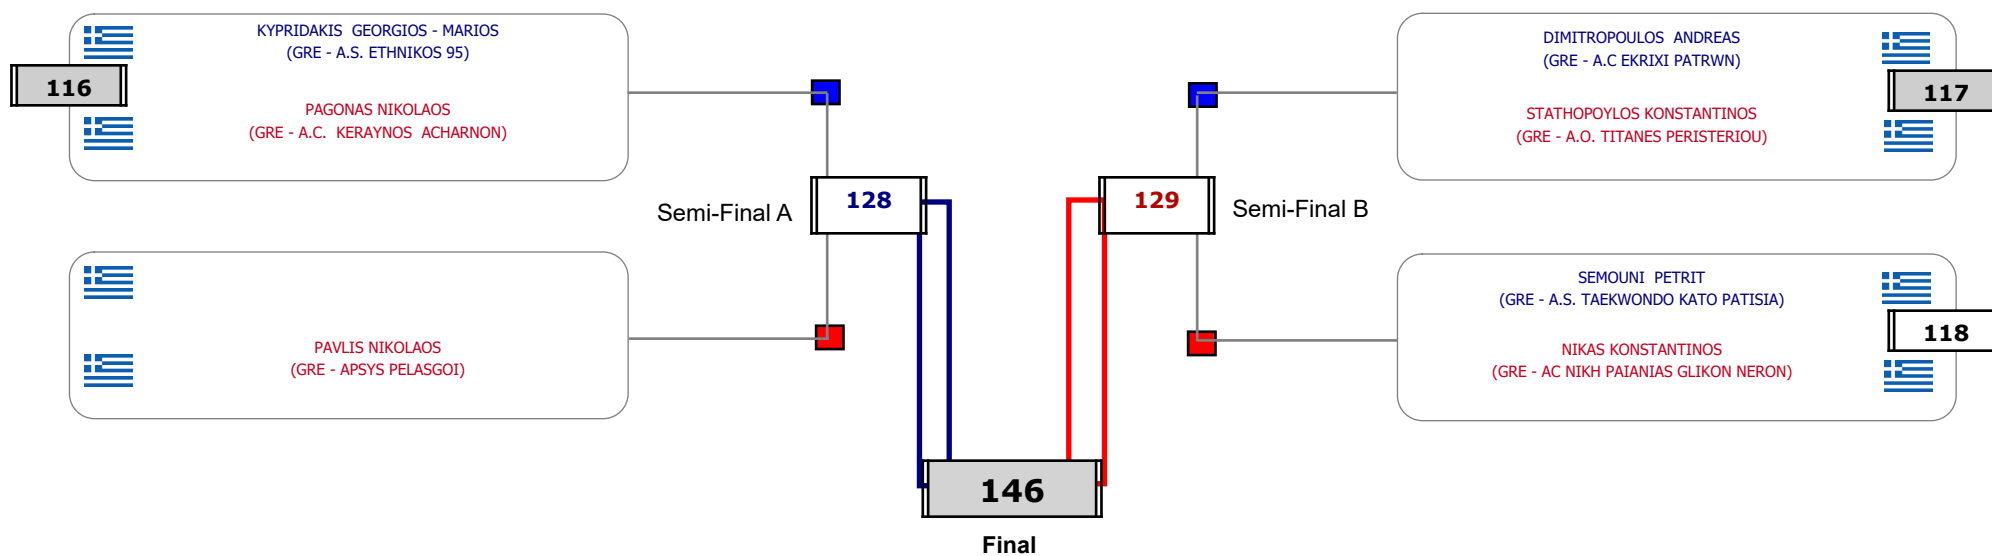 KYPRIDAKIS GEORGIOS - MARIOS
(GRE - A.S. ETHNIKOS 95)
116
PAGONAS NIKOLAOS
(GRE - A.C. KERAYNOS ACHARNON)
DIMITROPOULOS ANDREAS
(GRE - A.C EKRIXI PATRWN)
117
STATHOPOYLOS KONSTANTINOS
(GRE - A.O. TITANES PERISTERIOU)
Semi-Final A
128
129
Semi-Final B
PAVLIS NIKOLAOS
(GRE - APSYS PELASGOI)
SEMOUNI PETRIT
(GRE - A.S. TAEKWONDO KATO PATISIA)
118
NIKAS KONSTANTINOS
(GRE - AC NIKH PAIANIAS GLIKON NERON)
146
Final